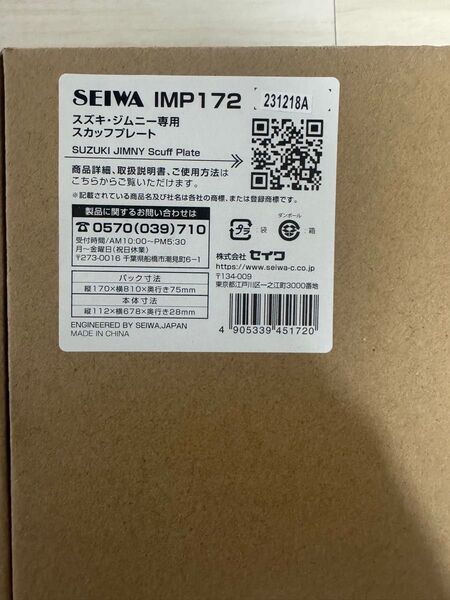 SEIWA IMP172 231218A
スズキ・ジムニー専用
スカッフプレート
SUZUKI JIMNY Scuff Plate
商品詳細、取扱説明書、ご使用方法は
こちらからご覧いただけます。
※記載されている商品名及び社名は各社の商標、または登録商標です。
製品に関するお問い合わせは
☎0570(039)710
受付時間/AM10:00~PM5:30
月~金曜日(祝日休業)
〒273-0016 千葉県船橋市潮見町6-1
パック寸法
縦170×横810×奥行き75mm
本体寸法
縦112×横678×奥行き28mm
ENGINEERED BY SEIWA,JAPAN
MADE IN CHINA
プラ 袋 ダンボール 箱
株式会社 セイワ
https://www.seiwa-c.co.jp
〒134-009
東京都江戸川区一之江町3000番地
4 905339 451720